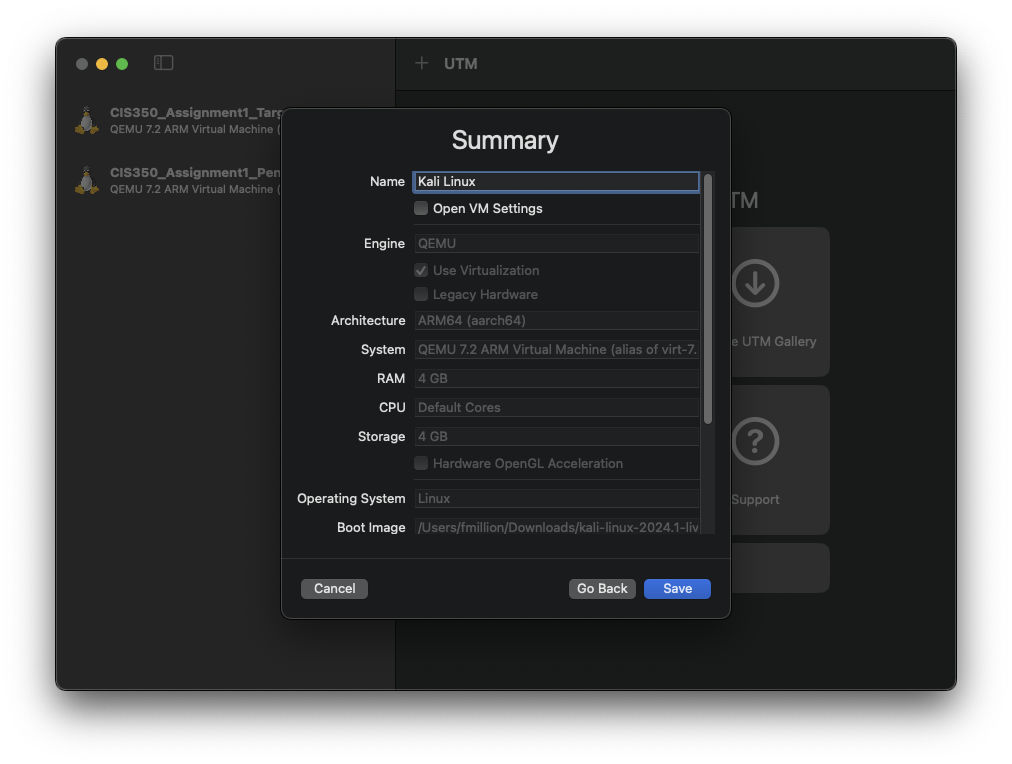 UTM
CIS350_Assignment1_Targ
QEMU 7.2 ARM Virtual Machine (
CIS350_Assignment1_Pen
QEMU 7.2 ARM Virtual Machine (
Summary
Name Kali Linux
Open VM Settings
Engine QEMU
Use Virtualization
Legacy Hardware
Architecture ARM64 (aarch64)
System QEMU 7.2 ARM Virtual Machine (alias of virt-7.
RAM 4 GB
CPU Default Cores
Storage 4 GB
Hardware OpenGL Acceleration
Operating System Linux
Boot Image /Users/fmillion/Downloads/kali-linux-2024.1-liv
Cancel Go Back Save
TM
e UTM Gallery
Support